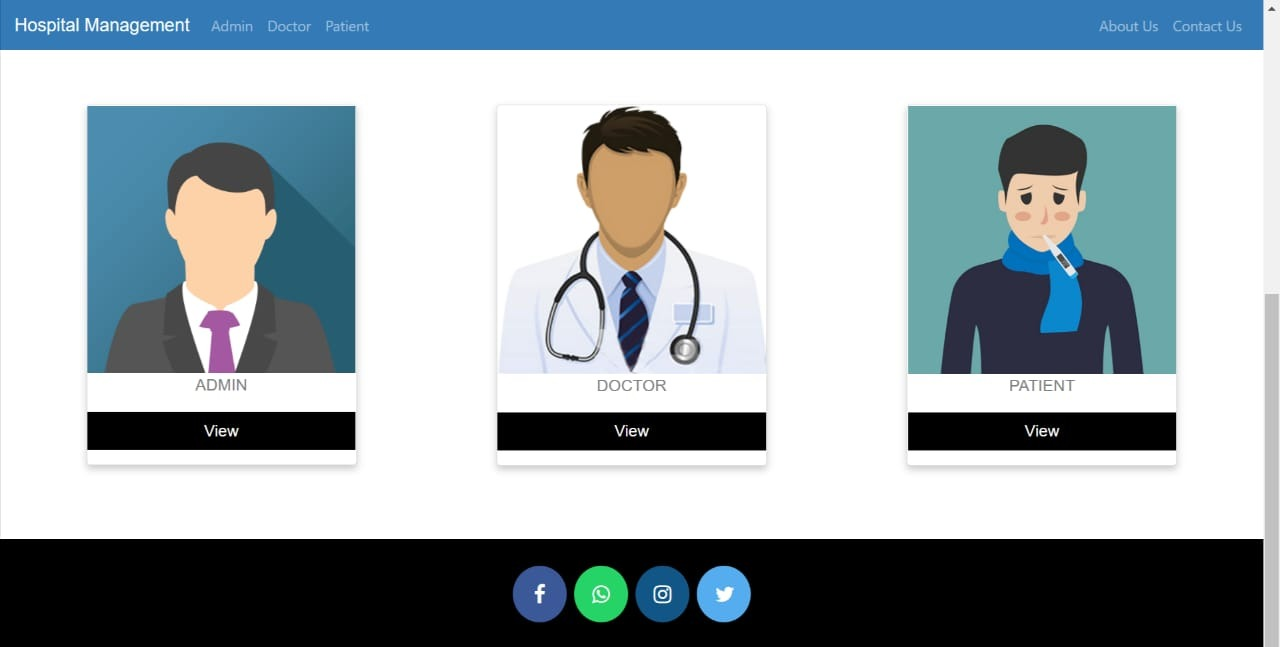 Hospital Management Admin Doctor Patient About Us Contact Us
ADMIN
View
DOCTOR
View
PATIENT
View